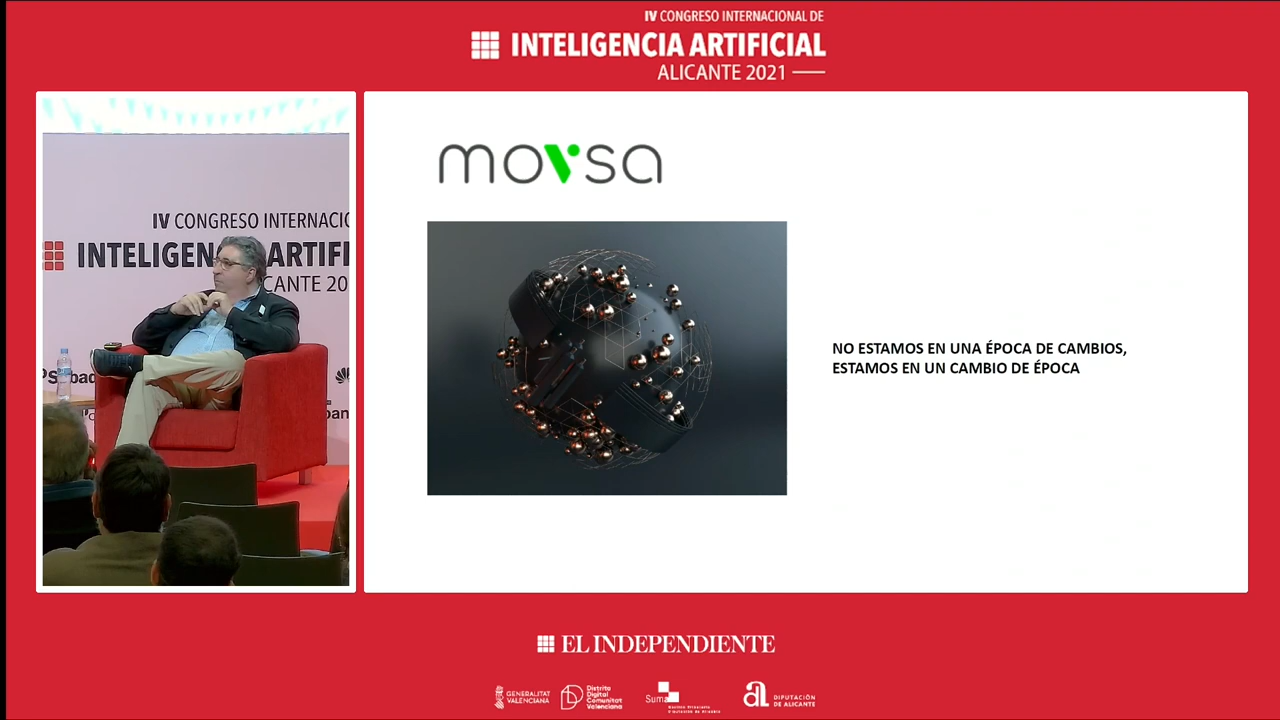 IV CONGRESO INTERNACIONAL DE
INTELIGENCIA ARTIFICIAL
ALICANTE 2021
IV CONGRESO INTERNACIO
INTELIGEN ARTIFI
CANTE 20
movsa
NO ESTAMOS EN UNA ÉPOCA DE CAMBIOS,
ESTAMOS EN UN CAMBIO DE ÉPOCA
EL INDEPENDIENTE
GENERALITAT
VALENCIANA
Distrito
Digital
Comunitat
Valenciana
Suma
DIPUTACIÓN
DE ALICANTE